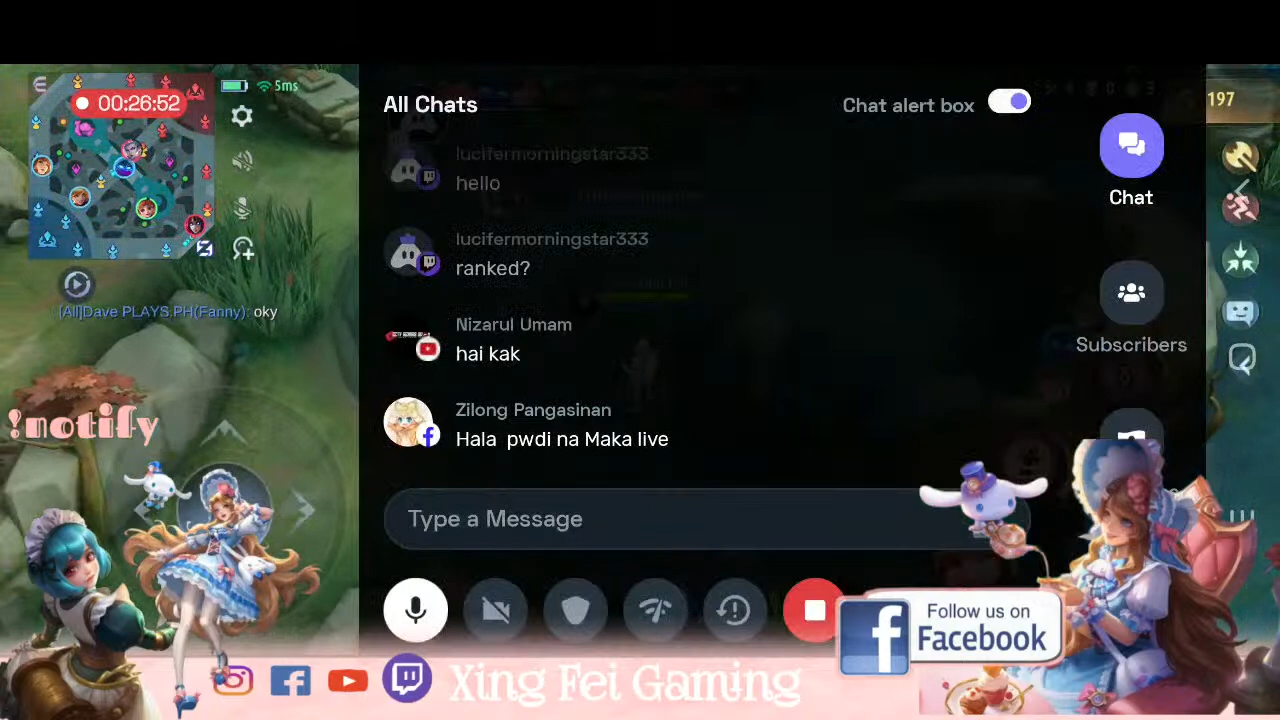 00:26:52
5ms
All Chats
Chat alert box
197
lucifermorningstar333
hello
Chat
lucifermorningstar333
ranked?
[All]Dave PLAYS.PH(Fanny): oky
Nizarul Umam
hai kak
Subscribers
!notify
Zilong Pangasinan
Hala pwdi na Maka live
Type a Message
Follow us on
Facebook
Xing Fei Gaming